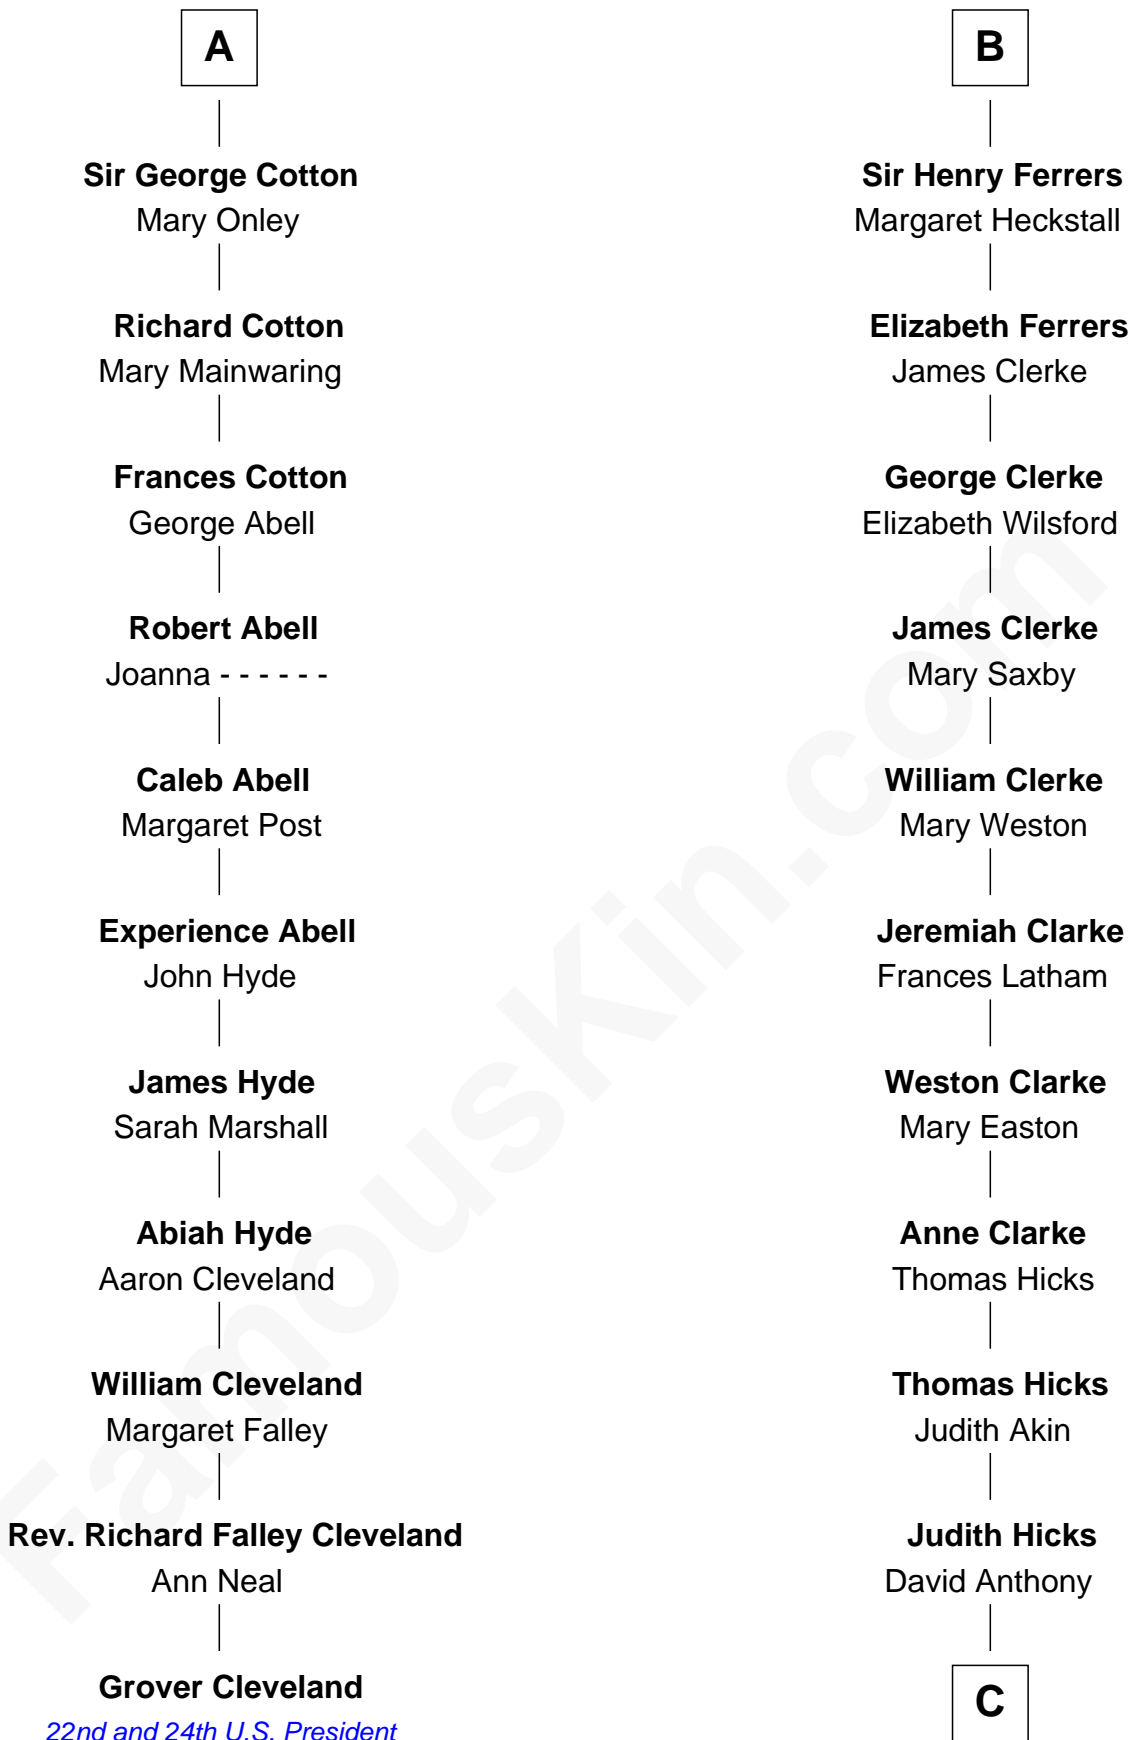 A
Sir George Cotton
Mary Onley
Richard Cotton
Mary Mainwaring
Frances Cotton
George Abell
Robert Abell
Joanna - - - - - -
Caleb Abell
Margaret Post
Experience Abell
John Hyde
James Hyde
Sarah Marshall
Abiah Hyde
Aaron Cleveland
William Cleveland
Margaret Falley
Rev. Richard Falley Cleveland
Ann Neal
Grover Cleveland
22nd and 24th U.S. President
B
Sir Henry Ferrers
Margaret Heckstall
Elizabeth Ferrers
James Clerke
George Clerke
Elizabeth Wilsford
James Clerke
Mary Saxby
William Clerke
Mary Weston
Jeremiah Clarke
Frances Latham
Weston Clarke
Mary Easton
Anne Clarke
Thomas Hicks
Thomas Hicks
Judith Akin
Judith Hicks
David Anthony
C
FamousKin.com